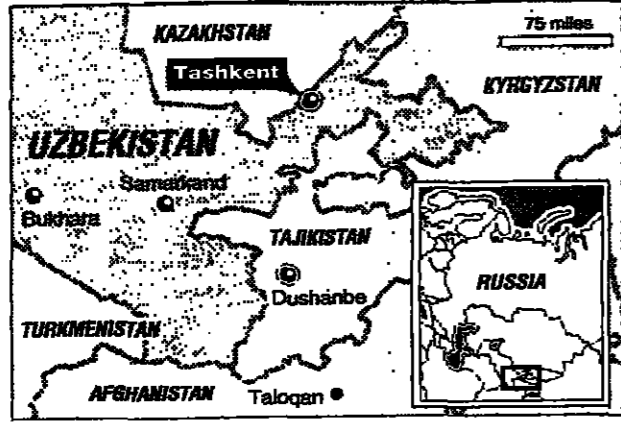 KAZAKHSTAN
75 miles
Tashkent
KYRGYZSTAN
UZBEKISTAN
Samarkand
Bukhara
TAJIKISTAN
RUSSIA
Dushanbe
TURKMENISTAN
AFGHANISTAN
Taloqan